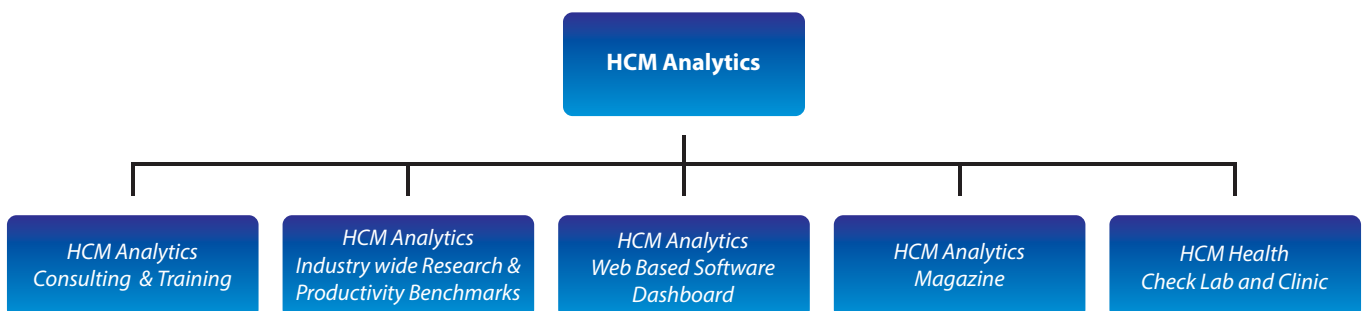 HCM Analytics
HCM Analytics
Consulting & Training
HCM Analytics
Industry wide Research &
Productivity Benchmarks
HCM Analytics
Web Based Software
Dashboard
HCM Analytics
Magazine
HCM Health
Check Lab and Clinic